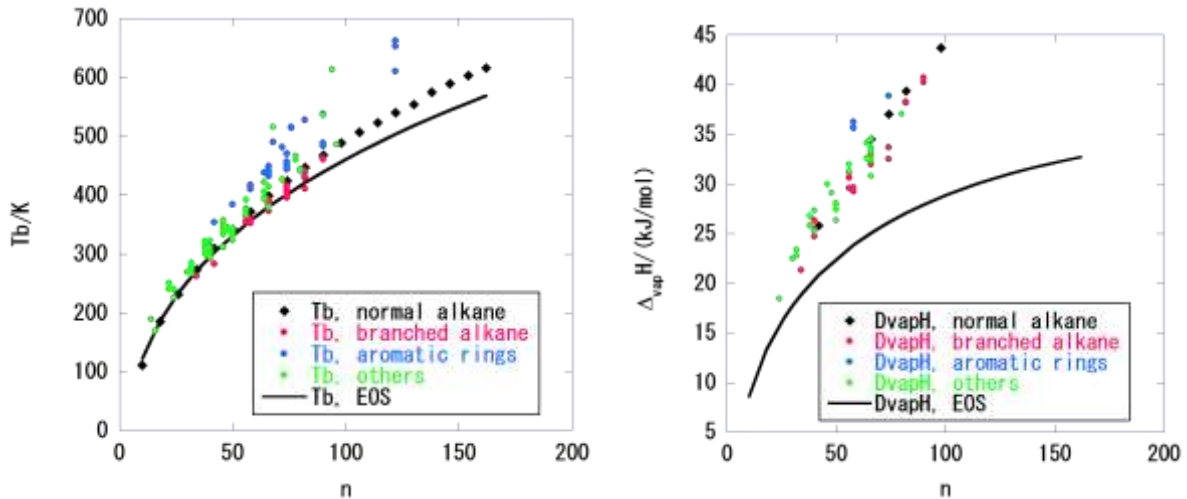 700
600
500
400
300
200
100
0
Tb/K
Tb, normal alkane
Tb, branched alkane
Tb, aromatic rings
Tb, others
Tb, EOS
0 50 100 150 200
n
45
40
35
30
25
20
15
10
5
ΔvapH/(kJ/mol)
DvapH, normal alkane
DvapH, branched alkane
DvapH, aromatic rings
DvapH, others
DvapH, EOS
0 50 100 150 200
n